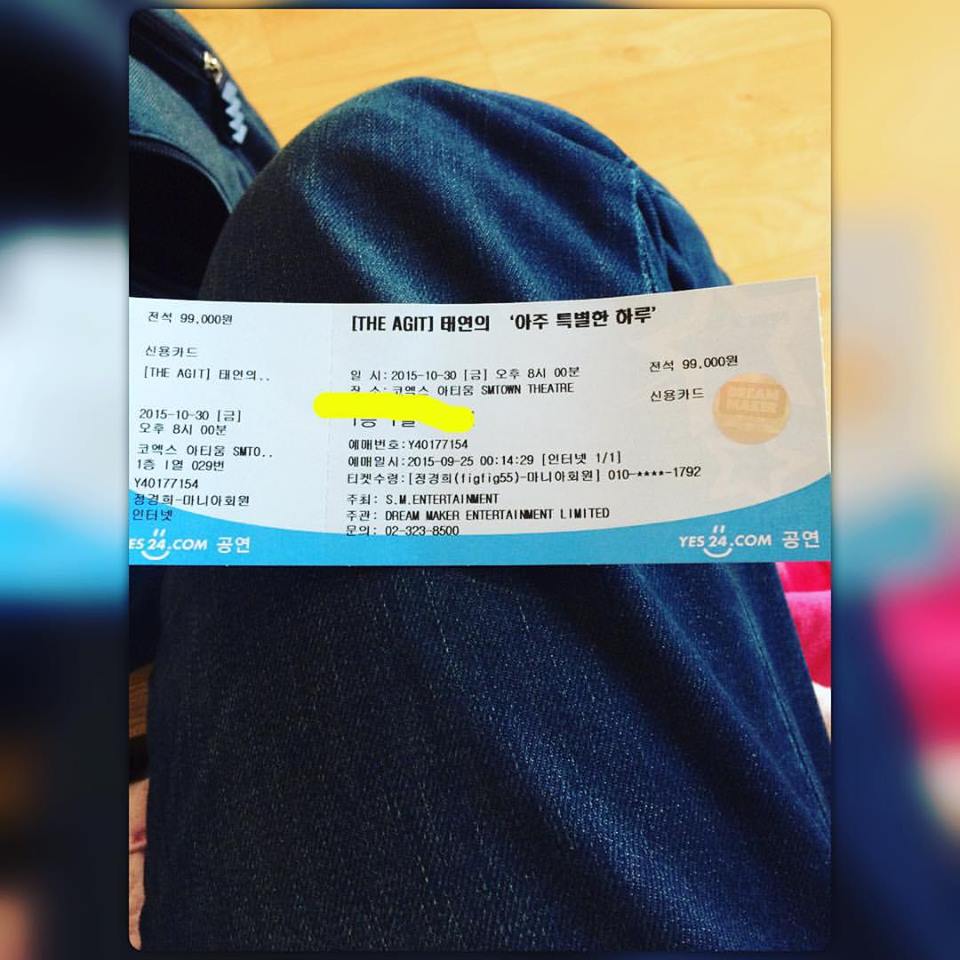 전석 99,000원
신용카드
[THE AGIT] 태연의..
2015-10-30 [금]
오후 8시 00분
코엑스 아티움 SMTO..
1층 I열 029번
Y40177154
정경희-마니아회원
인터넷
ES24.COM 공연
[THE AGIT] 태연의 '아주 특별한 하루'
일 시:2015-10-30 [금] 오후 8시 00분
장 소:코엑스 아티움 SMTOWN THEATRE
예매번호:Y40177154
예매일시:2015-09-25 00:14:29 [인터넷 1/1]
티켓수령:[정경희(figfig55)-마니아회원] 010-****-1792
주최: S.M.ENTERTAINMENT
주관: DREAM MAKER ENTERTAINMENT LIMITED
문의: 02-323-8500
전석 99,000원
신용카드
DREAM MAKER
YES24.COM 공연